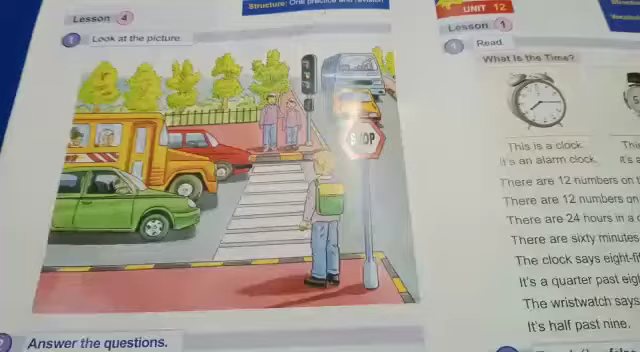 Lesson 4
Structure: Oral practice and revision
1 Look at the picture.
STOP
2 Answer the questions.
UNIT 12
Lesson 1
1 Read.
What is the Time?
This is a clock.
It's an alarm clock.
It's a
There are 12 numbers on
There are 12 numbers on
There are 24 hours in a
There are sixty minutes
The clock says eight-fi
It's a quarter past eig
The wristwatch says
It's half past nine.